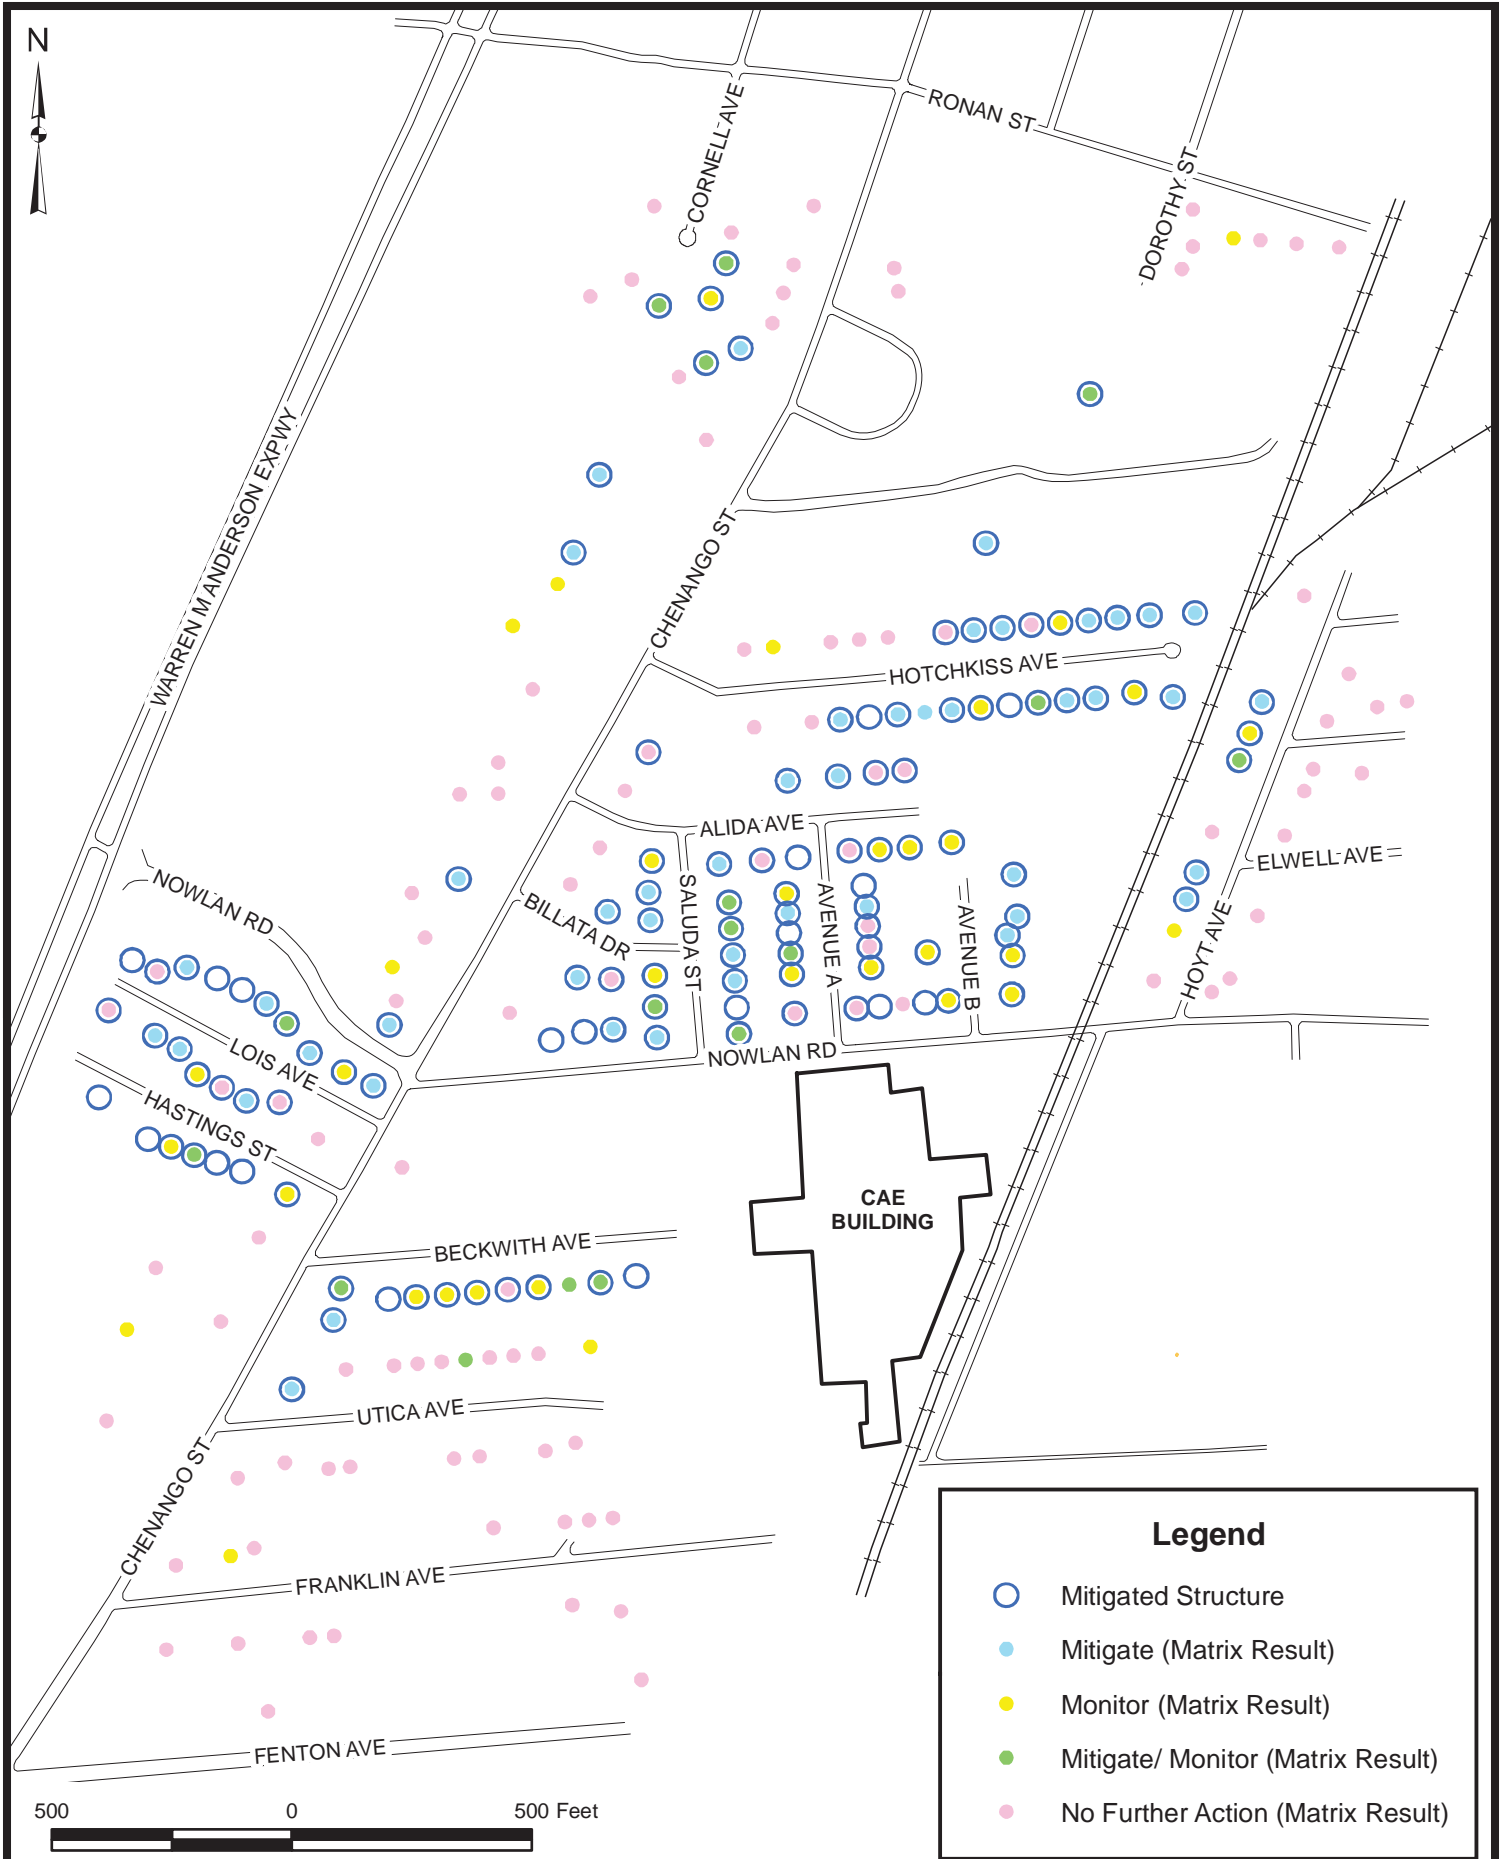 N
CORNELL AVE
RONAN ST
DOROTHY ST
WARREN M ANDERSON EXPWY
CHENANGO ST
HOTCHKISS AVE
ALIDA AVE
ELWELL AVE
NOWLAN RD
BILLATA DR
SALUDA ST
AVENUE A
AVENUE B
HOYT AVE
LOIS AVE
NOWLAN RD
HASTINGS ST
CAE
BUILDING
BECKWITH AVE
UTICA AVE
CHENANGO ST
FRANKLIN AVE
FENTON AVE
500 0 500 Feet
Legend
Mitigated Structure
Mitigate (Matrix Result)
Monitor (Matrix Result)
Mitigate/ Monitor (Matrix Result)
No Further Action (Matrix Result)